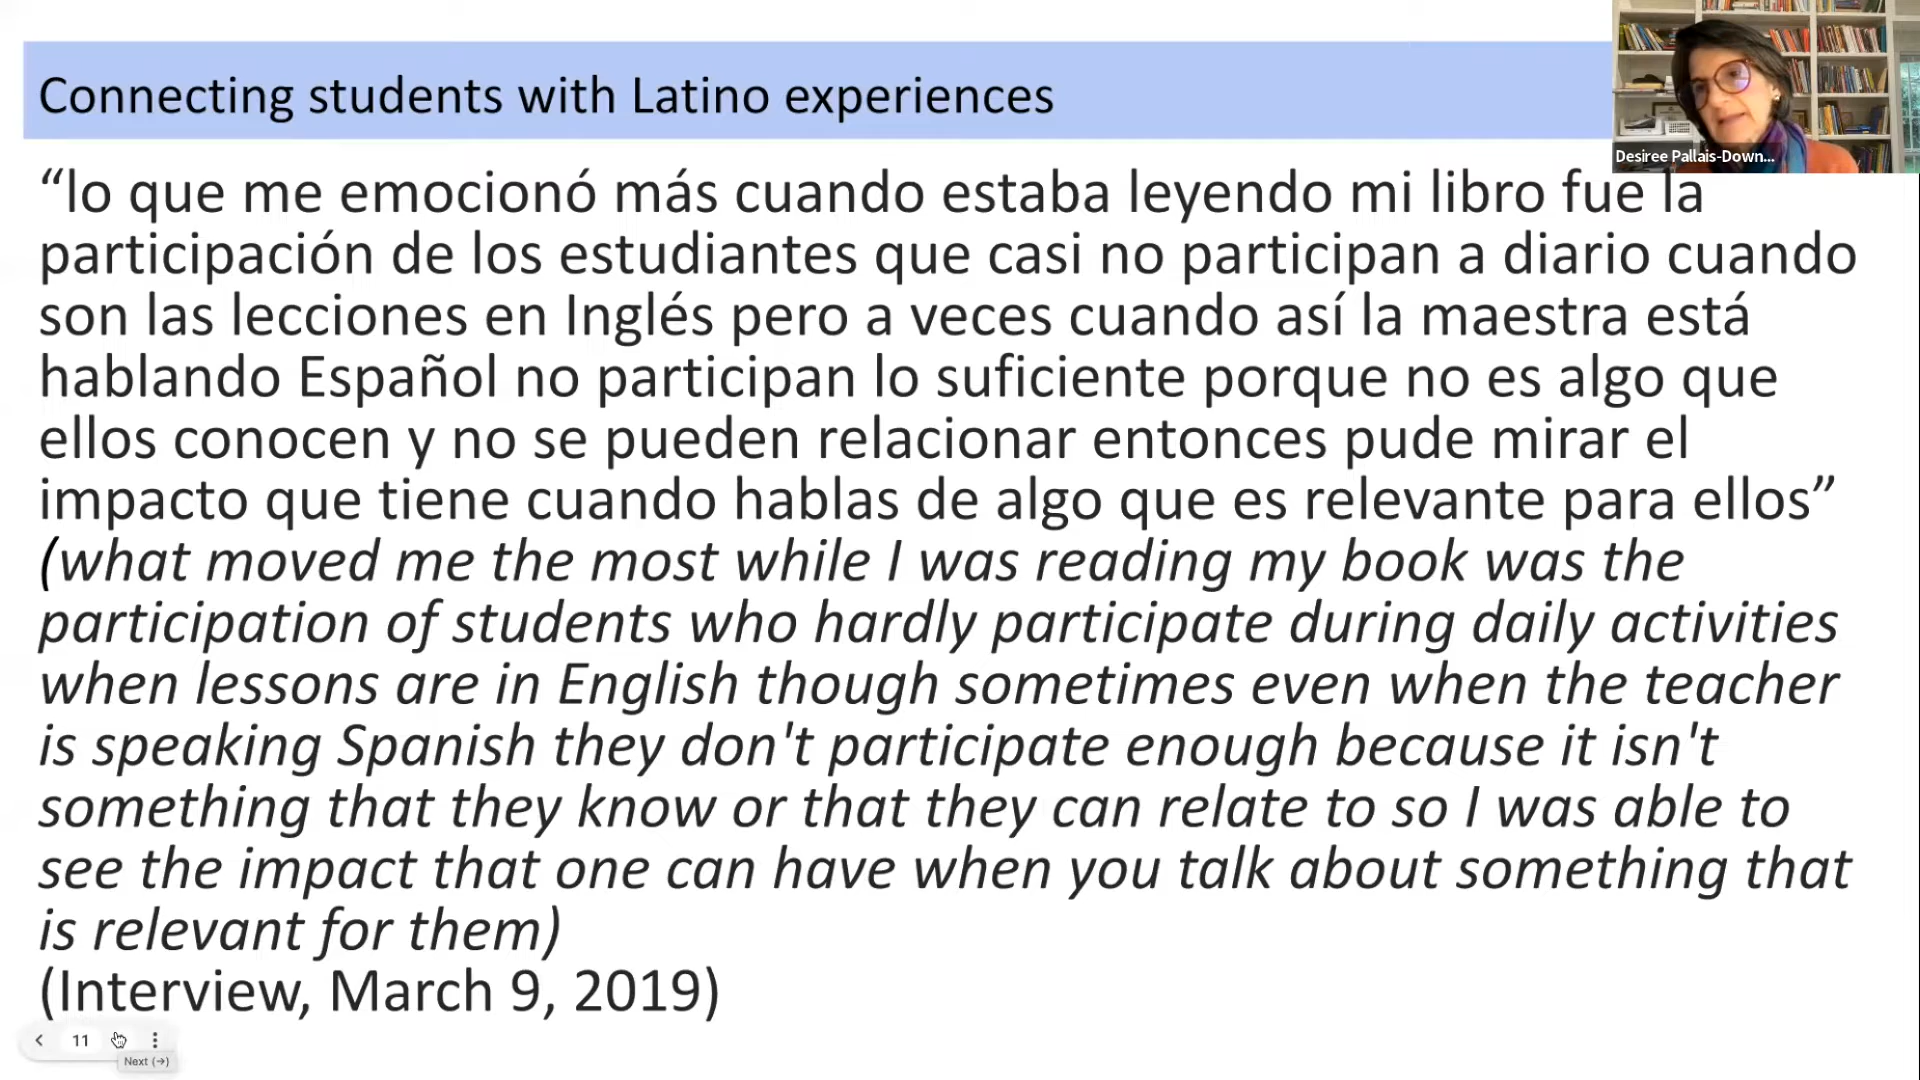 Connecting students with Latino experiences
Desiree Pallais-Down...
“lo que me emocionó más cuando estaba leyendo mi libro fue la
participación de los estudiantes que casi no participan a diario cuando
son las lecciones en Inglés pero a veces cuando así la maestra está
hablando Español no participan lo suficiente porque no es algo que
ellos conocen y no se pueden relacionar entonces pude mirar el
impacto que tiene cuando hablas de algo que es relevante para ellos”
(what moved me the most while I was reading my book was the
participation of students who hardly participate during daily activities
when lessons are in English though sometimes even when the teacher
is speaking Spanish they don't participate enough because it isn't
something that they know or that they can relate to so I was able to
see the impact that one can have when you talk about something that
is relevant for them)
(Interview, March 9, 2019)
11
Next (→)